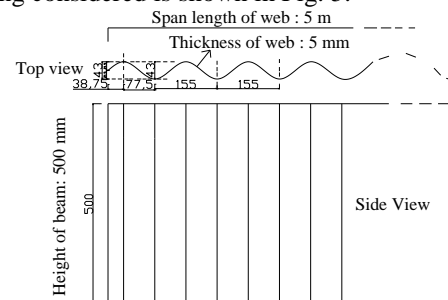 ng considered is shown in Fig. 3.
Span length of web : 5 m
Thickness of web : 5 mm
Top view
43
43
38,75
77,5
155
155
Height of beam: 500 mm
500
Side View